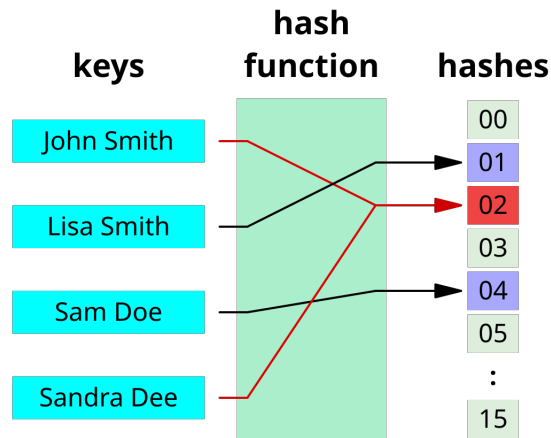 keys
hash
function
hashes
John Smith
Lisa Smith
Sam Doe
Sandra Dee
00
01
02
03
04
05
:
15